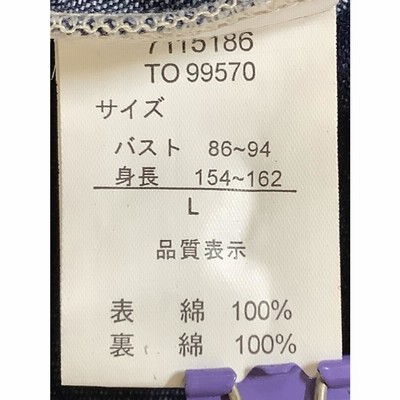 7115186
TO 99570
サイズ
バスト 86~94
身長 154~162
L
品質表示
表 綿 100%
裏 綿 100%